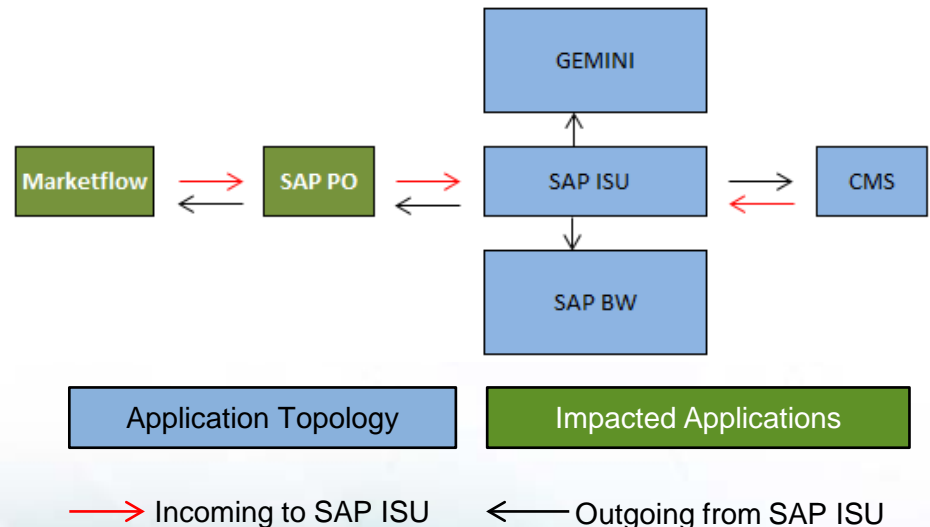 GEMINI
Marketflow
SAP PO
SAP ISU
CMS
SAP BW
Application Topology
Impacted Applications
Incoming to SAP ISU
Outgoing from SAP ISU